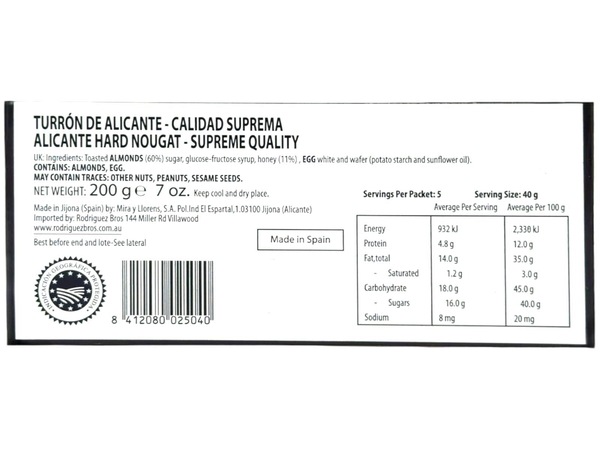 TURRÓN DE ALICANTE - CALIDAD SUPREMA
ALICANTE HARD NOUGAT - SUPREME QUALITY
UK: Ingredients: Toasted ALMONDS (60%) sugar, glucose-fructose syrup, honey (11%) , EGG white and wafer (potato starch and sunflower oil).
CONTAINS: ALMONDS, EGG.
MAY CONTAIN TRACES: OTHER NUTS, PEANUTS, SESAME SEEDS.
NET WEIGHT: 200 g ℮ 7 oz. Keep cool and dry place.
Made in Jijona (Spain) by: Mira y Llorens, S.A. Pol.Ind El Espartal,1.03100 Jijona (Alicante)
Imported by: Rodriguez Bros 144 Miller Rd Villawood
www.rodriguezbros.com.au
Best before end and lote-See lateral
Made in Spain
INDICACIÓN GEOGRÁFICA PROTEGIDA
8 412080 025040
Servings Per Packet: 5 Serving Size: 40 g
Average Per Serving Average Per 100 g
Energy 932 kJ 2,330 kJ
Protein 4.8 g 12.0 g
Fat,total 14.0 g 35.0 g
- Saturated 1.2 g 3.0 g
Carbohydrate 18.0 g 45.0 g
- Sugars 16.0 g 40.0 g
Sodium 8 mg 20 mg